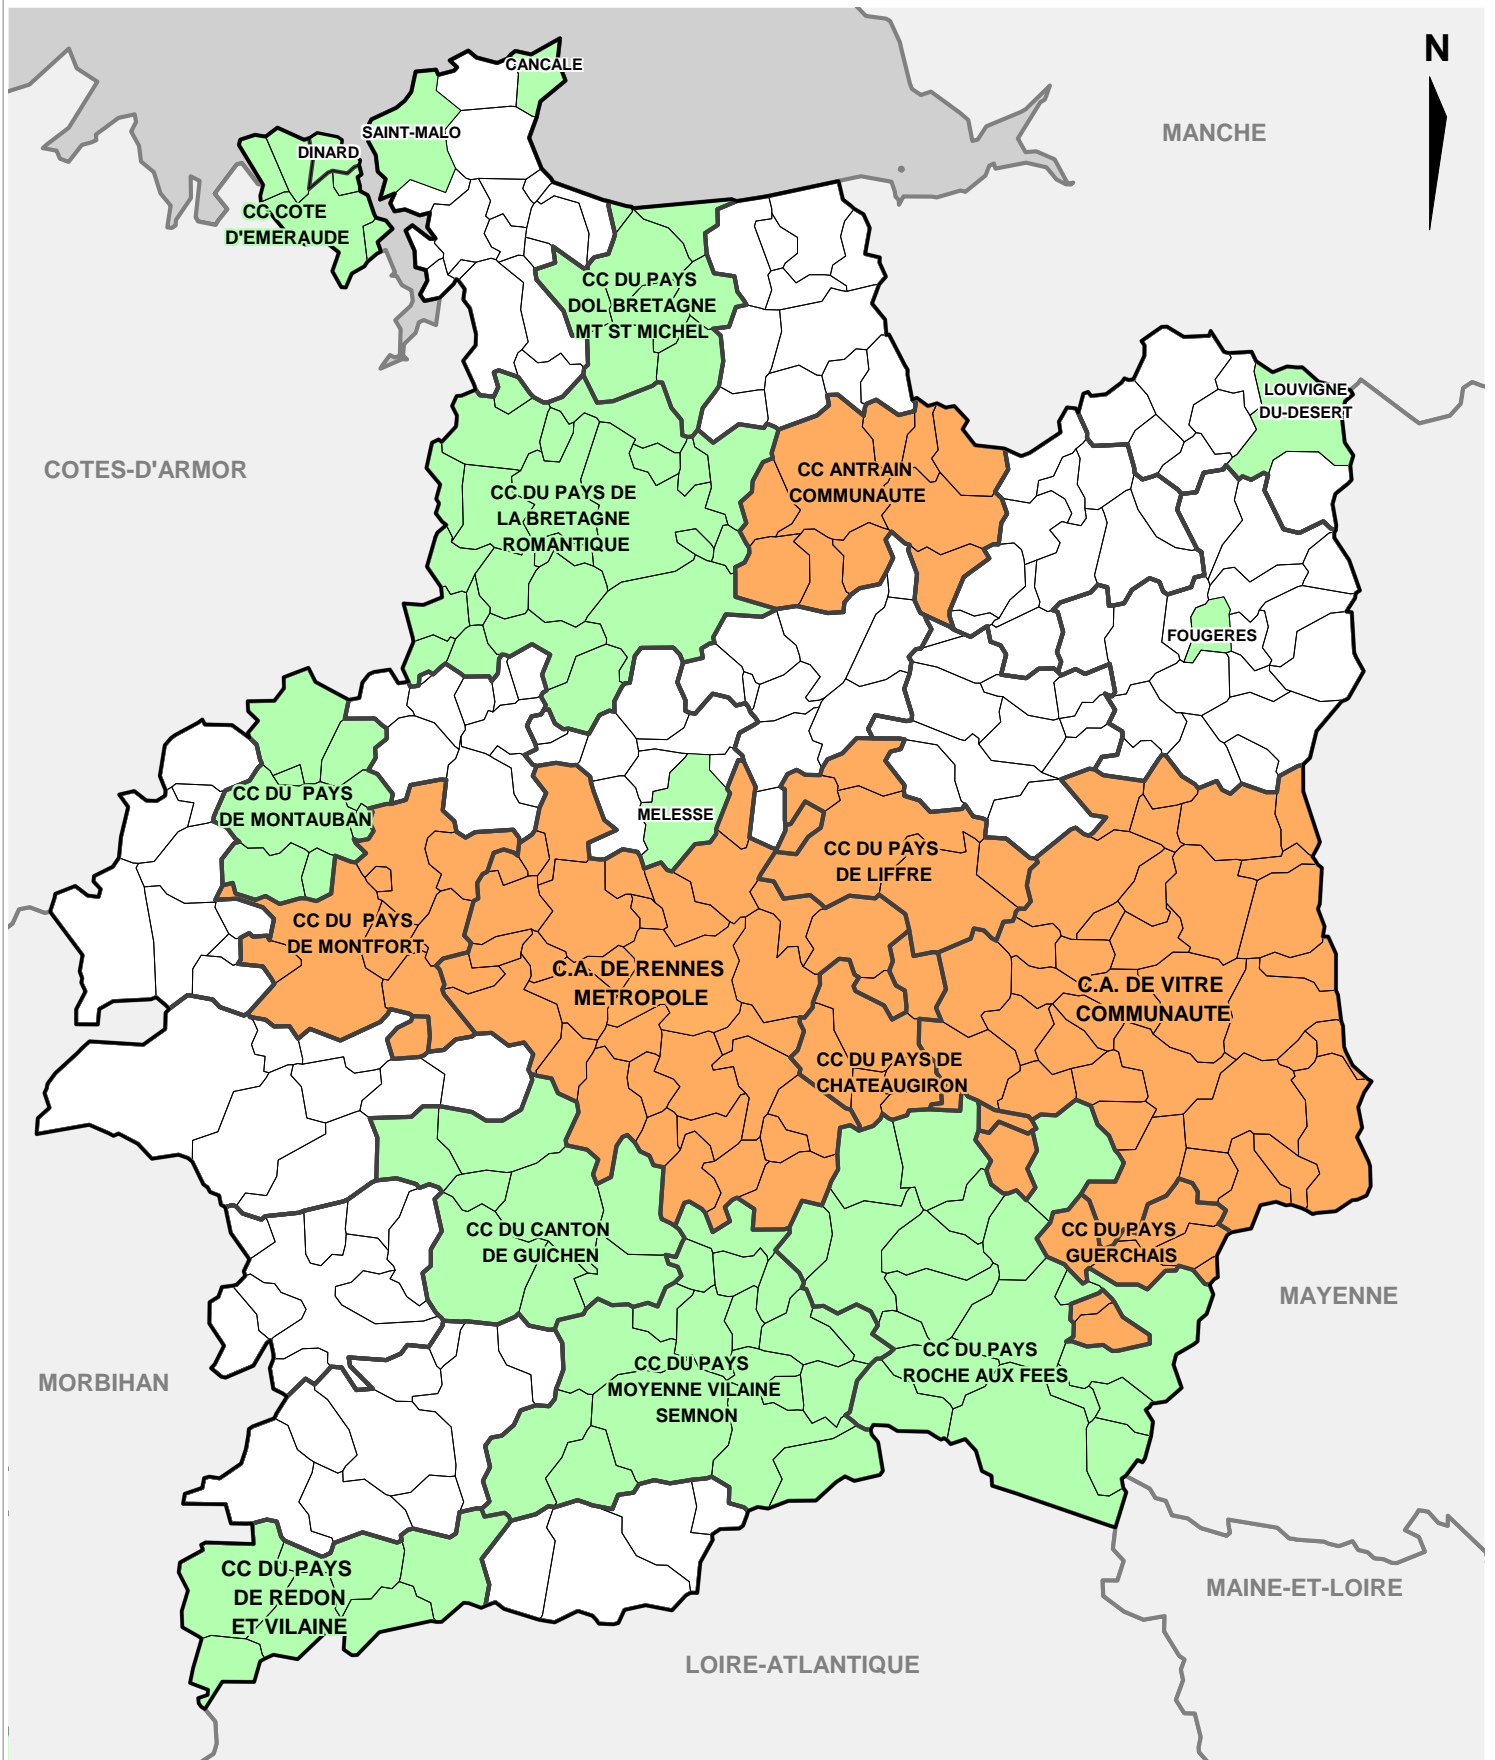 N
CANCALE
SAINT-MALO
MANCHE
DINARD
CC COTE
D'EMERAUDE
CC DU PAYS
DOL BRETAGNE
MT ST MICHEL
LOUVIGNE
DU-DESERT
COTES-D'ARMOR
CC ANTRAIN
COMMUNAUTE
CC DU PAYS DE
LA BRETAGNE
ROMANTIQUE
FOUGERES
CC DU PAYS
DE MONTAUBAN
MELESSE
CC DU PAYS
DE LIFFRE
CC DU PAYS
DE MONTFORT
C.A. DE RENNES
METROPOLE
C.A. DE VITRE
COMMUNAUTE
CC DU PAYS DE
CHATEAUGIRON
CC DU CANTON
DE GUICHEN
CC DU PAYS
GUERCHAIS
MAYENNE
MORBIHAN
CC DU PAYS
MOYENNE VILAINE
SEMNON
CC DU PAYS
ROCHE AUX FEES
CC DU PAYS
DE REDON
ET VILAINE
MAINE-ET-LOIRE
LOIRE-ATLANTIQUE